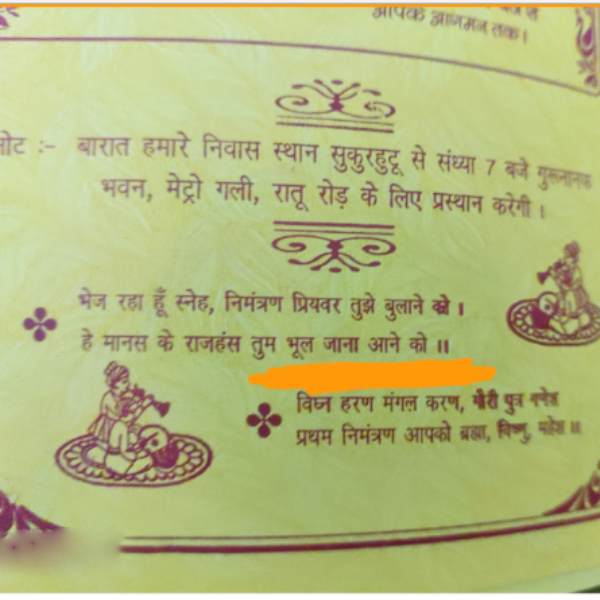 आपके आगमन तक।
नोट :- बारात हमारे निवास स्थान सुकुरहुटू से संध्या 7 बजे गुरूनानक
भवन, मेट्रो गली, रातू रोड़ के लिए प्रस्थान करेगी ।
भेज रहा हूँ स्नेह, निमंत्रण प्रियवर तुझे बुलाने को ।
हे मानस के राजहंस तुम भूल जाना आने को ॥
विघ्न हरण मंगल करण, गौरी पुत्र गणेश
प्रथम निमंत्रण आपको ब्रह्मा, विष्णु, महेश ॥